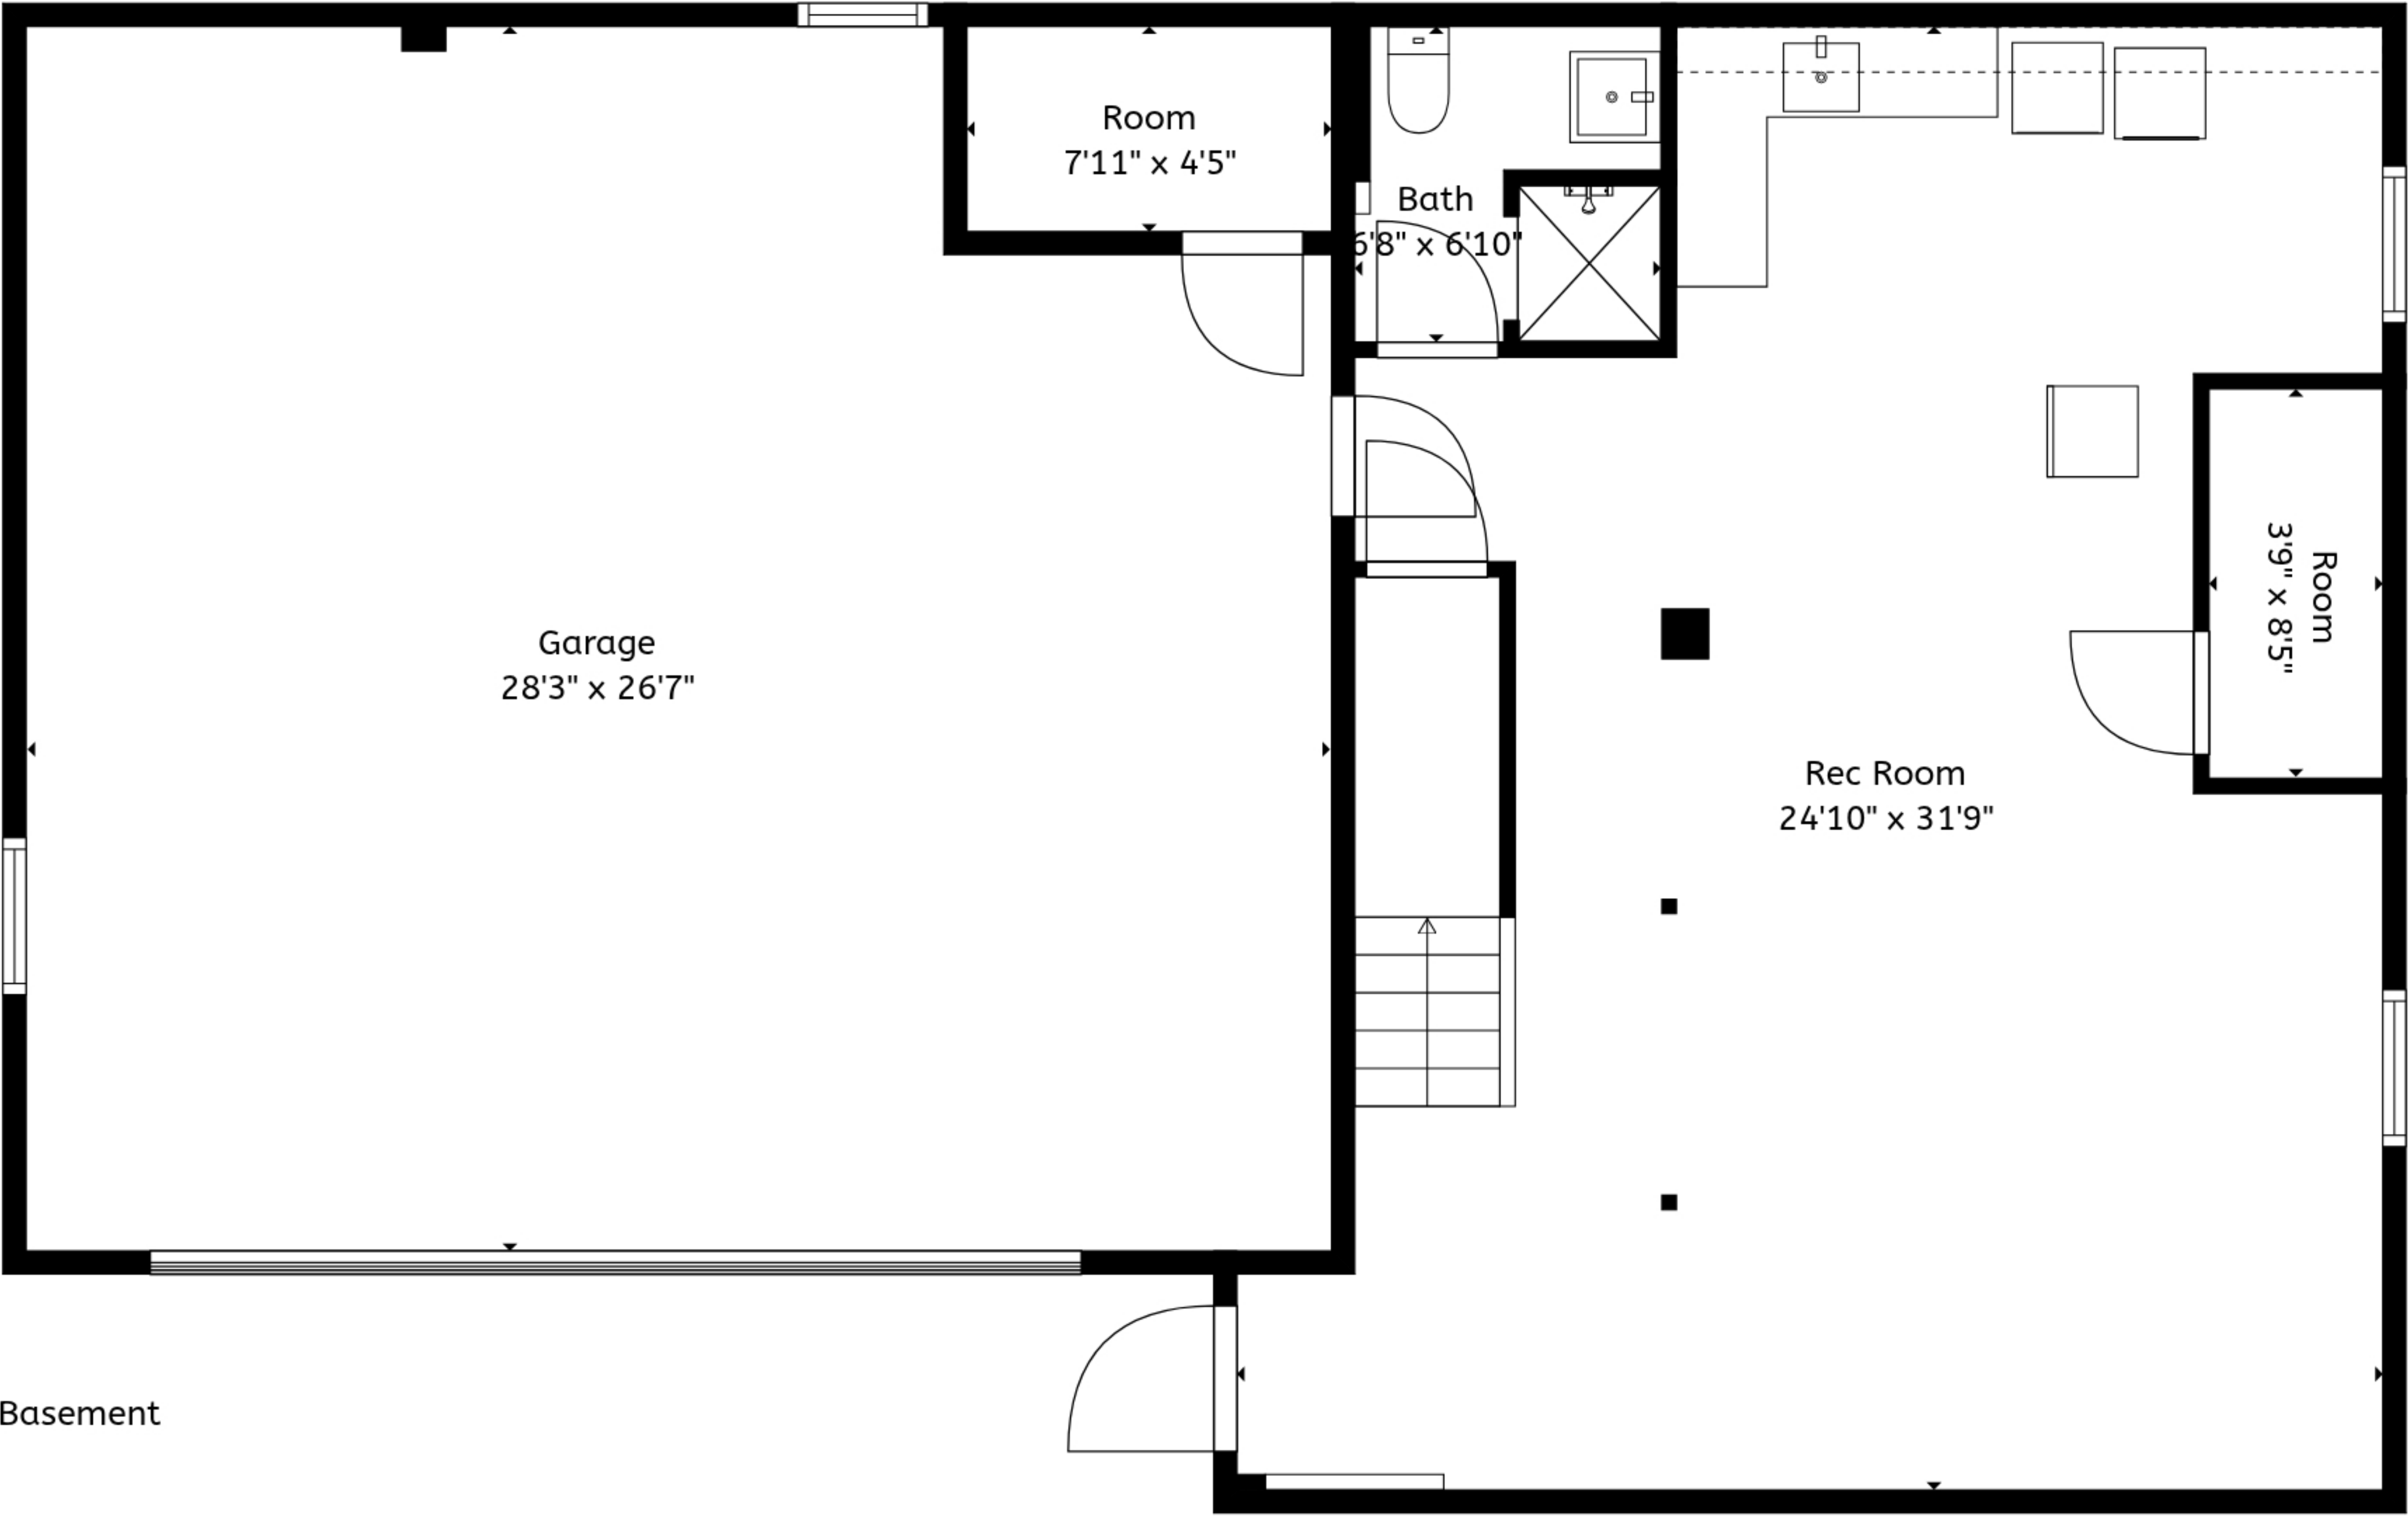 Room
7'11" x 4'5"
Bath
6'8" x 6'10"
Room
3'9" x 8'5"
Garage
28'3" x 26'7"
Rec Room
24'10" x 31'9"
Basement